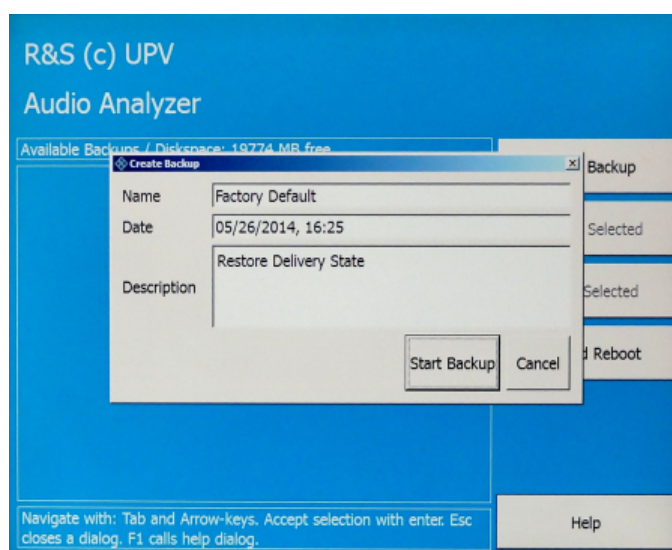 R&S (c) UPV
Audio Analyzer
Available Backups / Diskspace: 19774 MB free
Create Backup
Name
Factory Default
Date
05/26/2014, 16:25
Description
Restore Delivery State
Start Backup
Cancel
Backup
Selected
Selected
Reboot
Help
Navigate with: Tab and Arrow-keys. Accept selection with enter. Esc
closes a dialog. F1 calls help dialog.